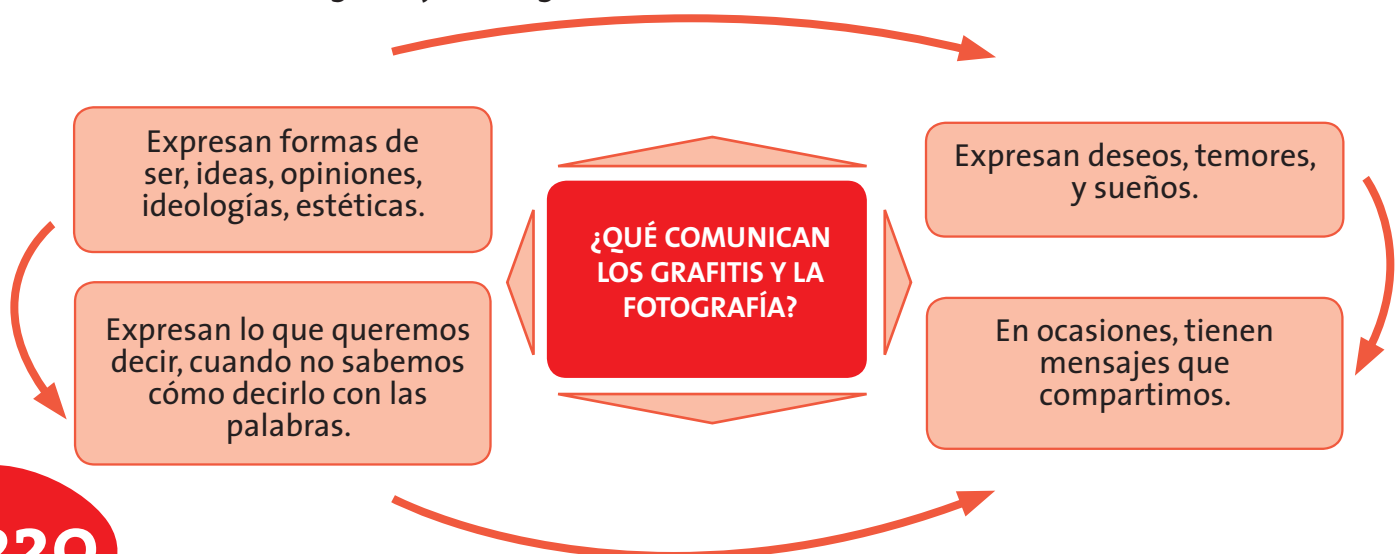 Expresan formas de
ser, ideas, opiniones,
ideologías, estéticas.
Expresan lo que queremos
decir, cuando no sabemos
cómo decirlo con las
palabras.
¿QUÉ COMUNICAN
LOS GRAFITIS Y LA
FOTOGRAFÍA?
Expresan deseos, temores,
y sueños.
En ocasiones, tienen
mensajes que
compartimos.